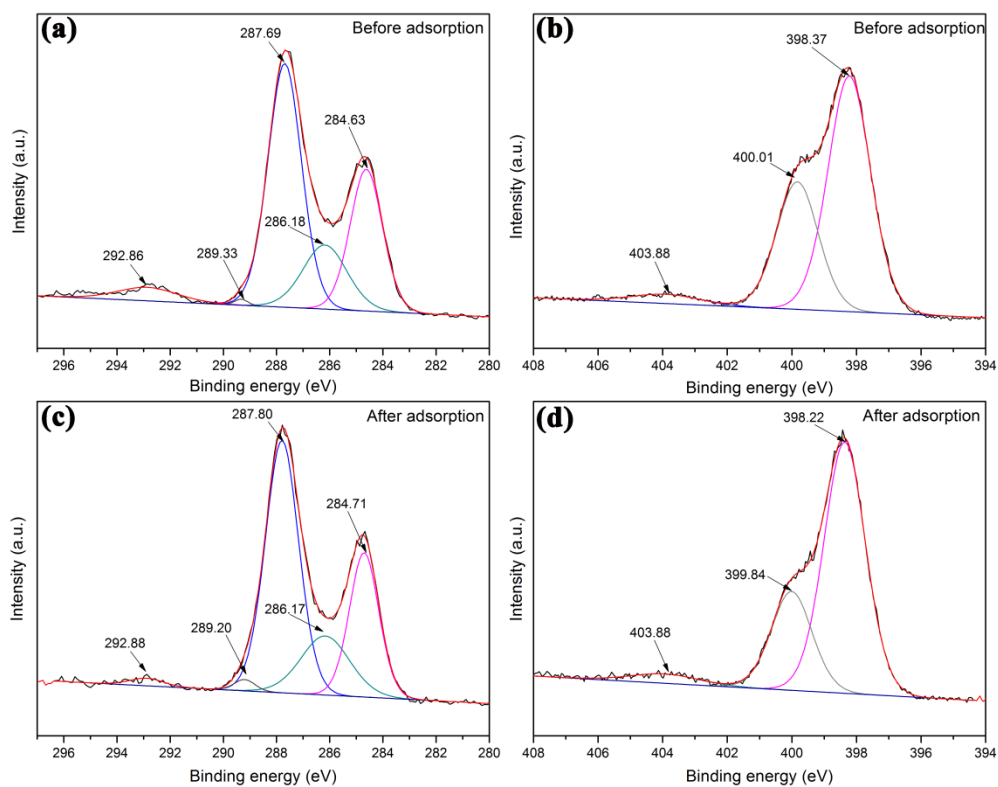 (a)
Before adsorption
287.69
284.63
286.18
289.33
292.86
Intensity (a.u.)
296 294 292 290 288 286 284 282 280
Binding energy (eV)
(b)
Before adsorption
398.37
400.01
403.88
Intensity (a.u.)
408 406 404 402 400 398 396 394
Binding energy (eV)
(c)
After adsorption
287.80
284.71
286.17
289.20
292.88
Intensity (a.u.)
296 294 292 290 288 286 284 282 280
Binding energy (eV)
(d)
After adsorption
398.22
399.84
403.88
Intensity (a.u.)
408 406 404 402 400 398 396 394
Binding energy (eV)